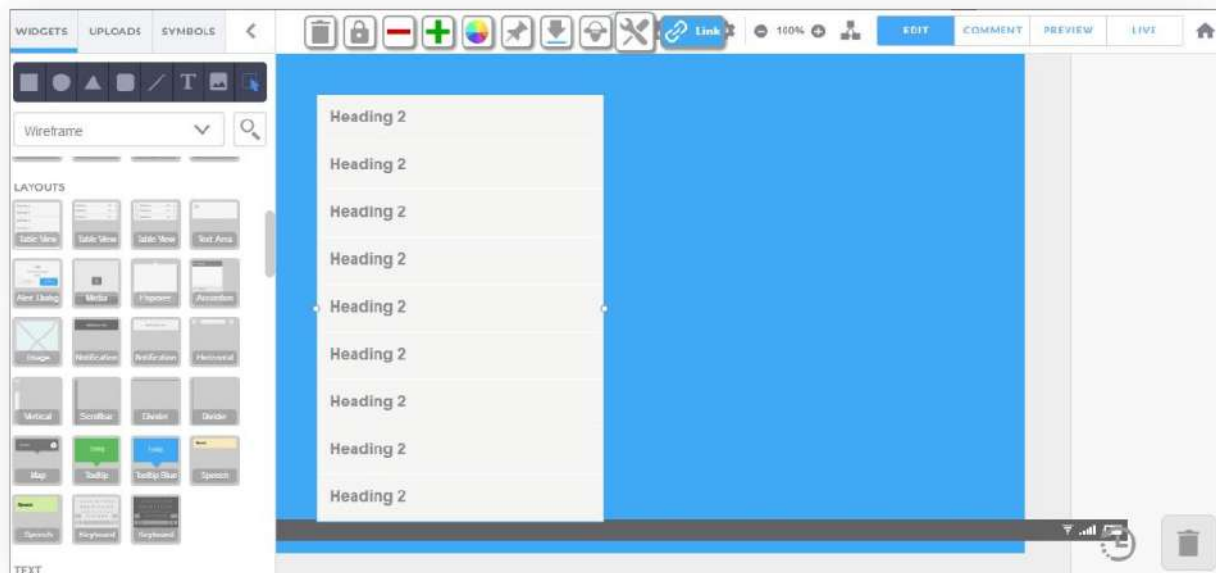 WIDGETS UPLOADS SYMBOLS
Link 100% EDIT COMMENT PREVIEW LIVE
T
Wireframe
LAYOUTS
Table View Table View Table View Text Area
Alert Dialog Media Popover Accordion
Image Notification Notification Horizontal
Vertical Scrollbar Divider Divider
Map Tooltip Tooltip Blue Speech
Speech Keyboard Keyboard
TEXT
Heading 2
Heading 2
Heading 2
Heading 2
Heading 2
Heading 2
Heading 2
Heading 2
Heading 2